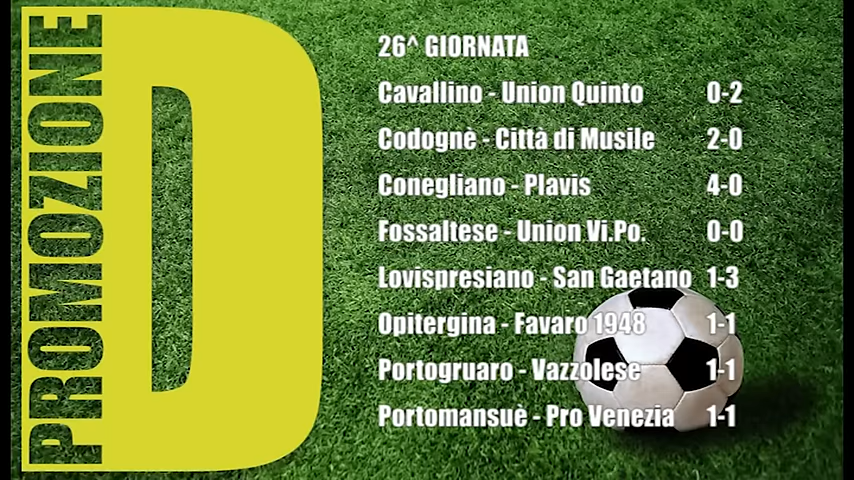 PROMOZIONE
D
26^ GIORNATA
Cavallino - Union Quinto 0-2
Codognè - Città di Musile 2-0
Conegliano - Plavis 4-0
Fossaltese - Union Vi.Po. 0-0
Lovispresiano - San Gaetano 1-3
Opitergina - Favaro 1948 1-1
Portogruaro - Vazzolese 1-1
Portomansuè - Pro Venezia 1-1